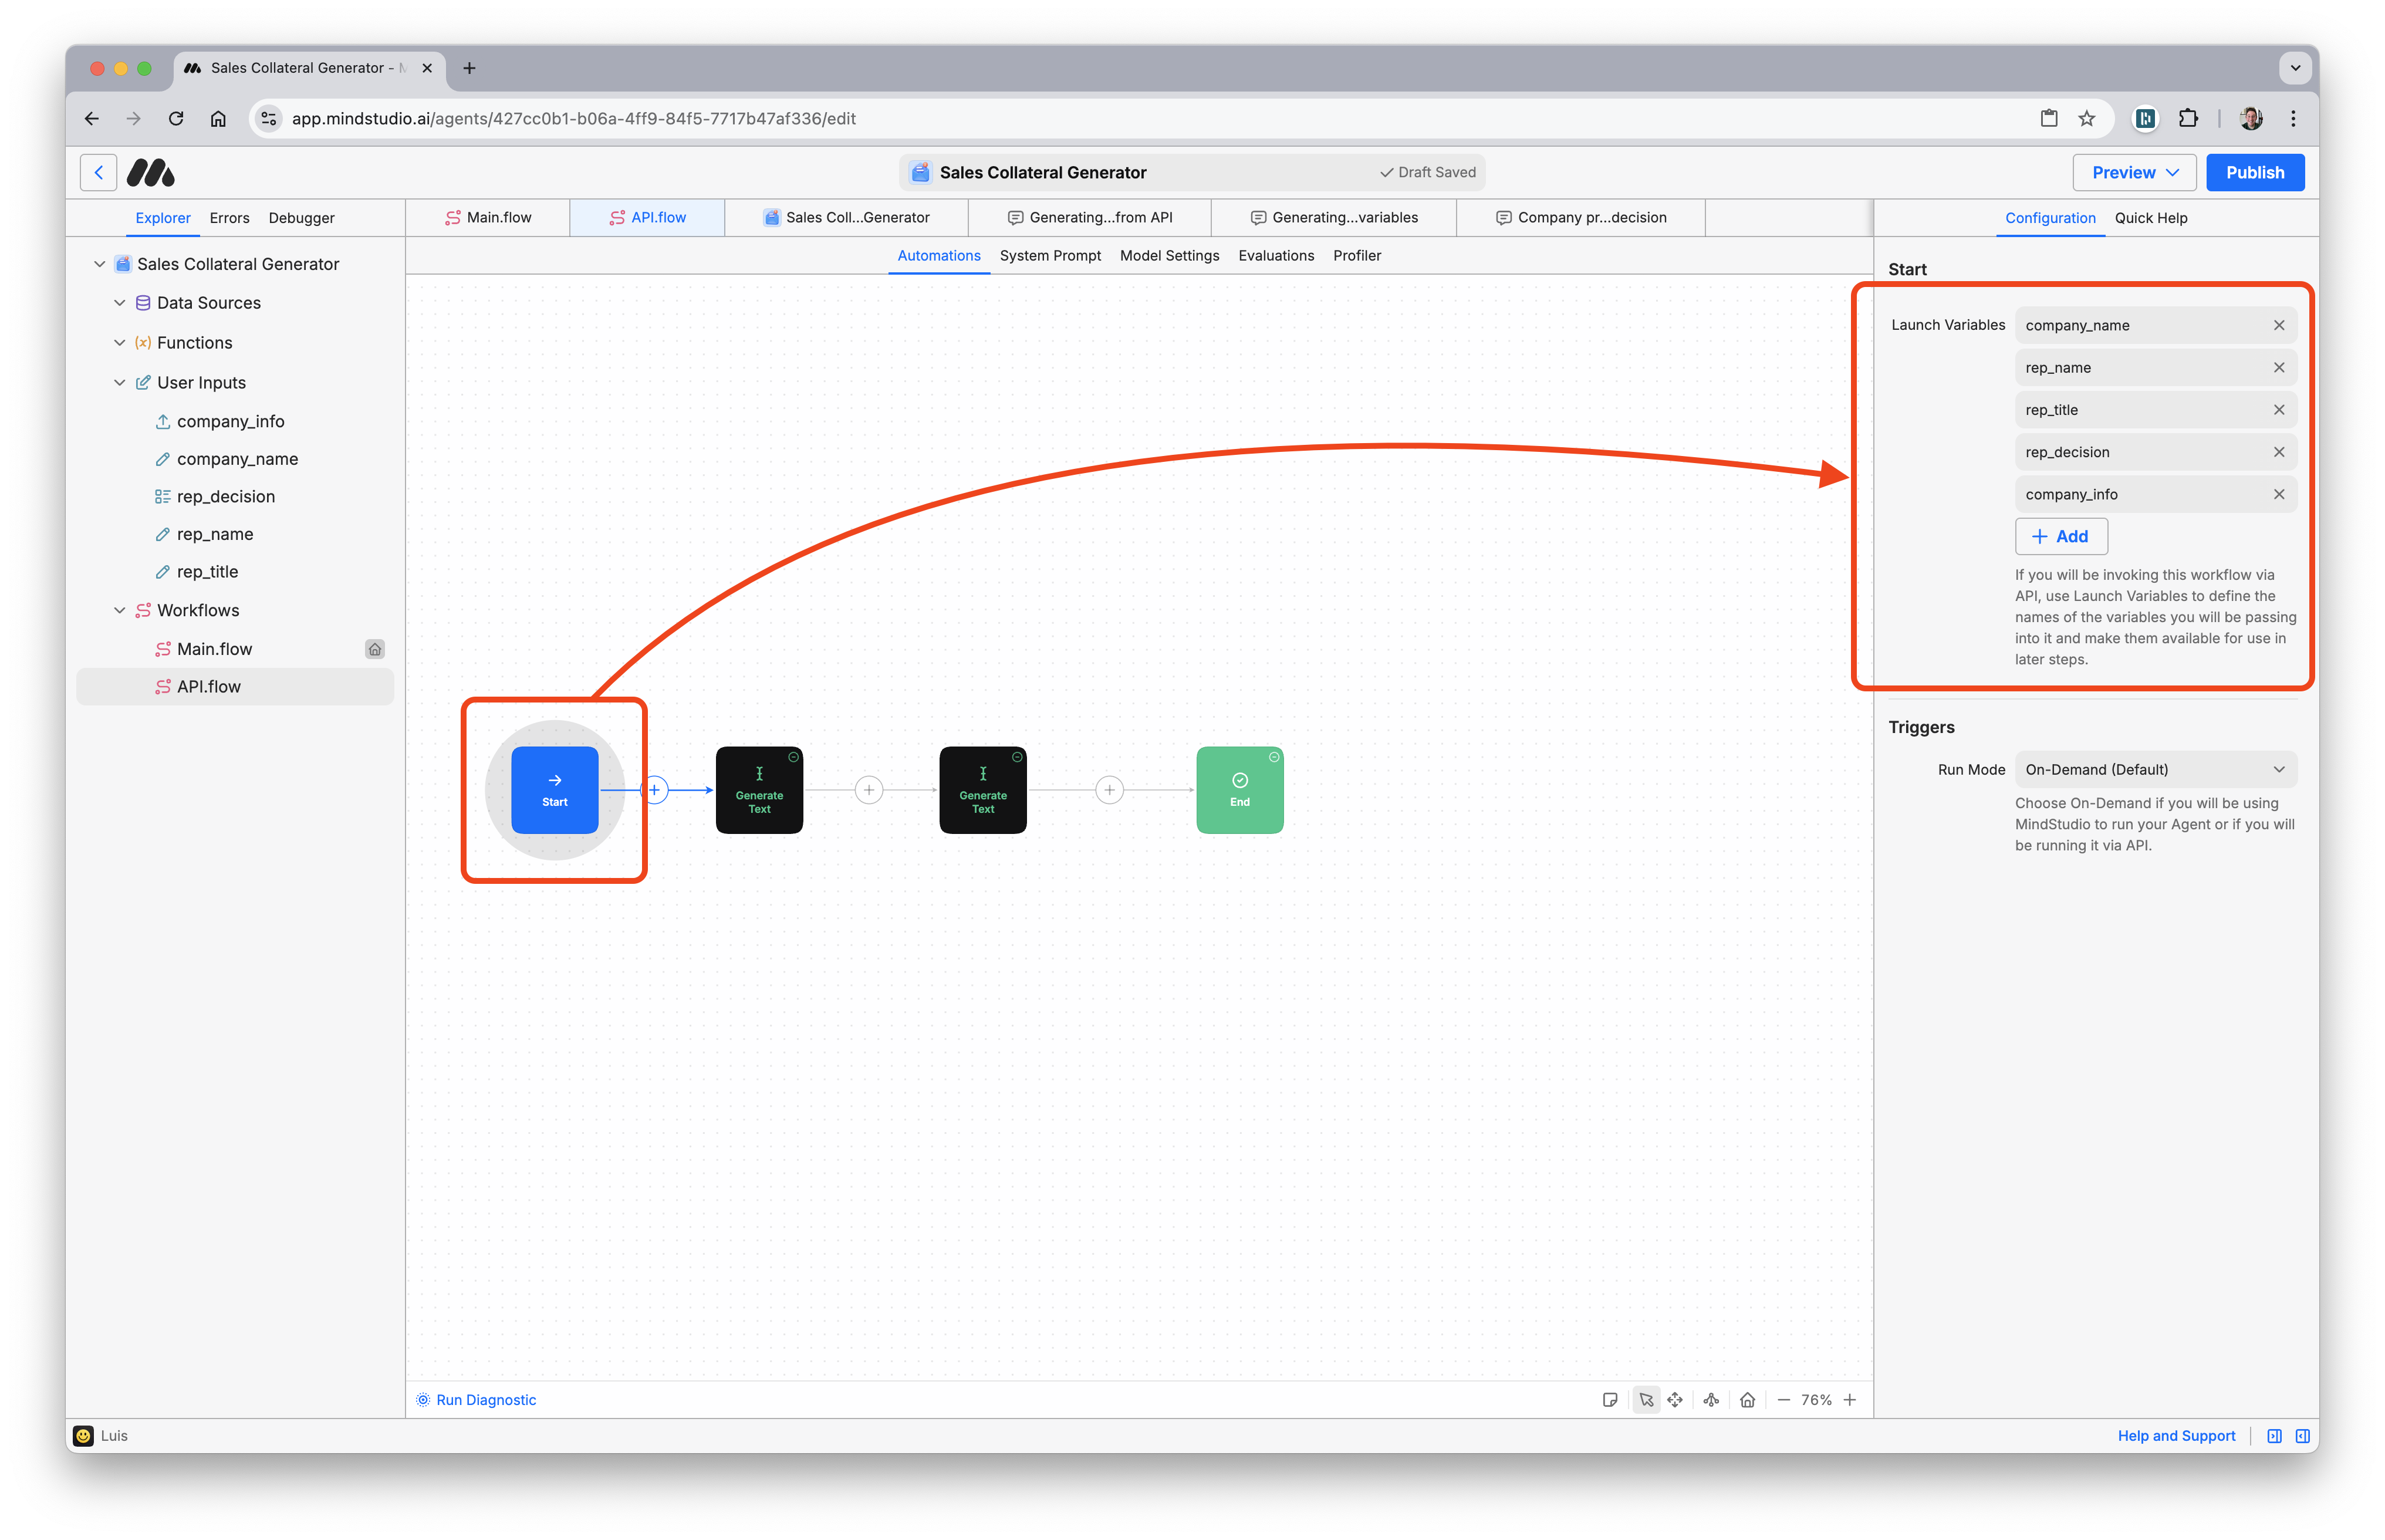 Sales Collateral Generator - M
app.mindstudio.ai/agents/427cc0b1-b06a-4ff9-84f5-7717b47af336/edit
Sales Collateral Generator
Draft Saved
Preview
Publish
Explorer
Errors
Debugger
Main.flow
API.flow
Sales Coll...Generator
Generating...from API
Generating...variables
Company pr...decision
Configuration
Quick Help
Automations
System Prompt
Model Settings
Evaluations
Profiler
Sales Collateral Generator
Data Sources
Functions
User Inputs
company_info
company_name
rep_decision
rep_name
rep_title
Workflows
Main.flow
API.flow
Start
Generate
Text
Generate
Text
End
Start
Launch Variables
company_name
rep_name
rep_title
rep_decision
company_info
Add
If you will be invoking this workflow via
API, use Launch Variables to define the
names of the variables you will be passing
into it and make them available for use in
later steps.
Triggers
Run Mode
On-Demand (Default)
Choose On-Demand if you will be using
MindStudio to run your Agent or if you will
be running it via API.
Run Diagnostic
76%
Luis
Help and Support